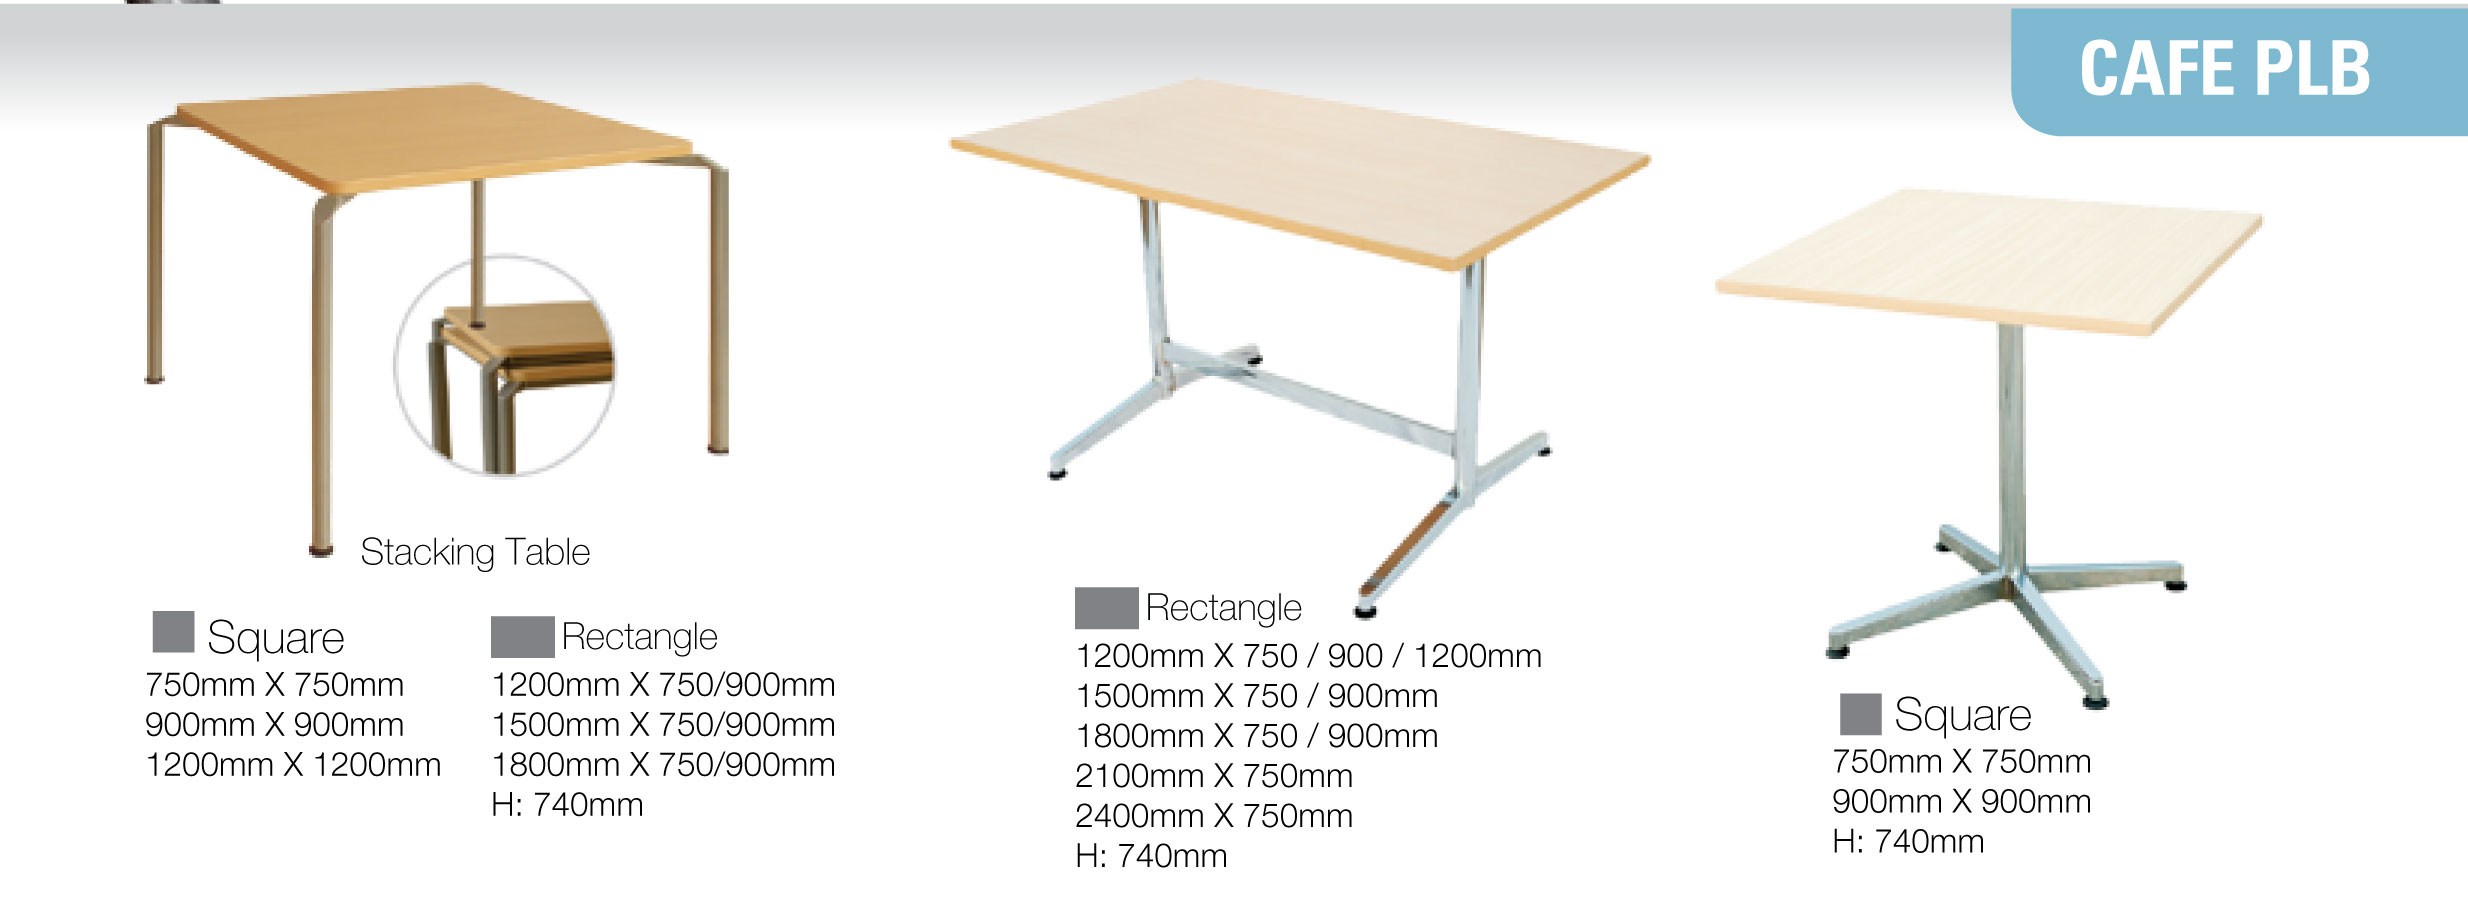 CAFE PLB
Stacking Table
Square
750mm X 750mm
900mm X 900mm
1200mm X 1200mm
Rectangle
1200mm X 750/900mm
1500mm X 750/900mm
1800mm X 750/900mm
H: 740mm
Rectangle
1200mm X 750 / 900 / 1200mm
1500mm X 750 / 900mm
1800mm X 750 / 900mm
2100mm X 750mm
2400mm X 750mm
H: 740mm
Square
750mm X 750mm
900mm X 900mm
H: 740mm